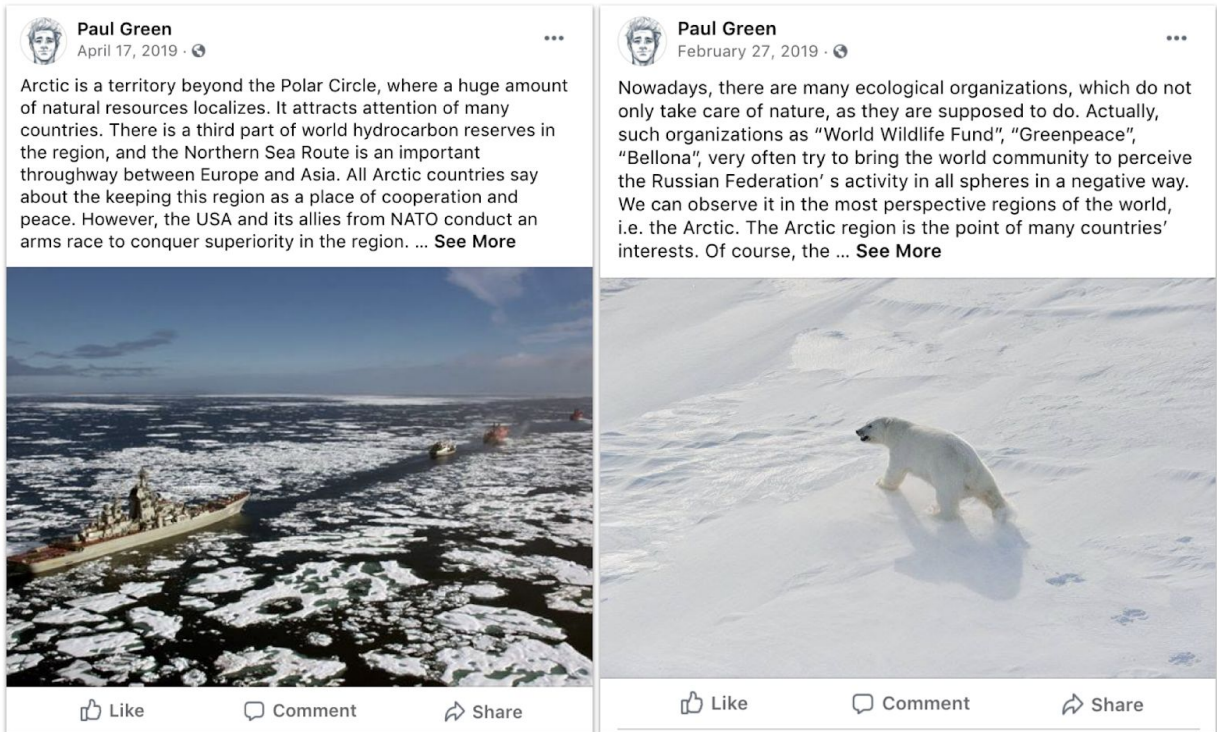 Paul Green
April 17, 2019
Arctic is a territory beyond the Polar Circle, where a huge amount
of natural resources localizes. It attracts attention of many
countries. There is a third part of world hydrocarbon reserves in
the region, and the Northern Sea Route is an important
throughway between Europe and Asia. All Arctic countries say
about the keeping this region as a place of cooperation and
peace. However, the USA and its allies from NATO conduct an
arms race to conquer superiority in the region. ... See More
Like
Comment
Share
Paul Green
February 27, 2019
Nowadays, there are many ecological organizations, which do not
only take care of nature, as they are supposed to do. Actually,
such organizations as “World Wildlife Fund”, “Greenpeace”,
“Bellona”, very often try to bring the world community to perceive
the Russian Federation’ s activity in all spheres in a negative way.
We can observe it in the most perspective regions of the world,
i.e. the Arctic. The Arctic region is the point of many countries’
interests. Of course, the ... See More
Like
Comment
Share